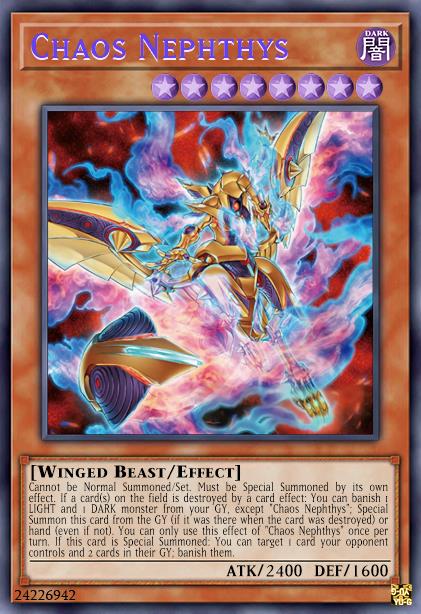 Chaos Nephthys
DARK
闇
[Winged Beast/Effect]
Cannot be Normal Summoned/Set. Must be Special Summoned by its own
effect. If a card(s) on the field is destroyed by a card effect: You can banish 1
LIGHT and 1 DARK monster from your GY, except "Chaos Nephthys"; Special
Summon this card from the GY (if it was there when the card was destroyed) or
hand (even if not). You can only use this effect of "Chaos Nephthys" once per
turn. If this card is Special Summoned: You can target 1 card your opponent
controls and 2 cards in their GY; banish them.
ATK/2400 DEF/1600
24226942